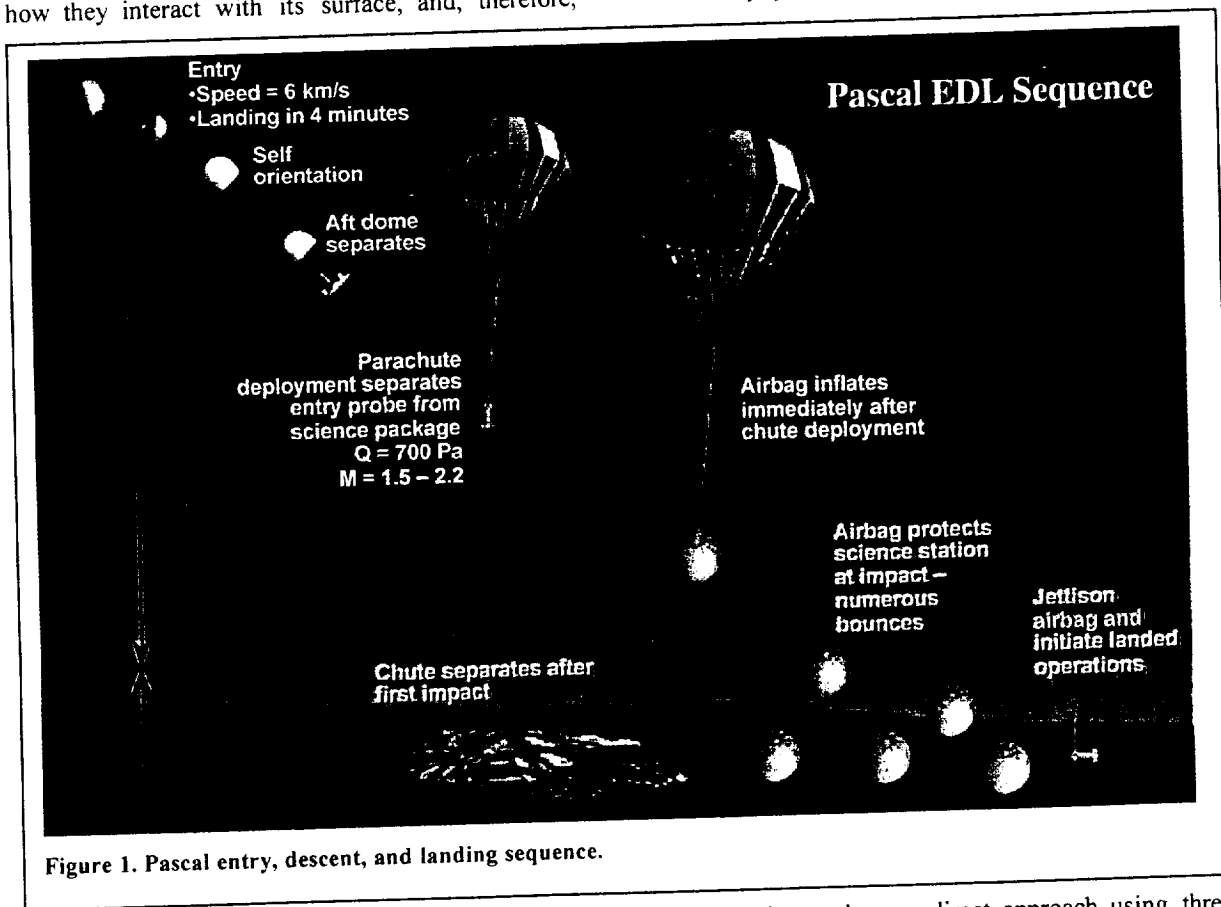 how they interact with its surface, and, therefore,
Entry
•Speed = 6 km/s
•Landing in 4 minutes
Pascal EDL Sequence
Self
orientation
Aft dome
separates
Parachute
deployment separates
entry probe from
science package
Q = 700 Pa
M = 1.5 – 2.2
Airbag inflates
immediately after
chute deployment
Airbag protects
science station
at impact –
numerous
bounces
Jettison
airbag and
initiate landed
operations
Chute separates after
first impact
Figure 1. Pascal entry, descent, and landing sequence.
direct approach using